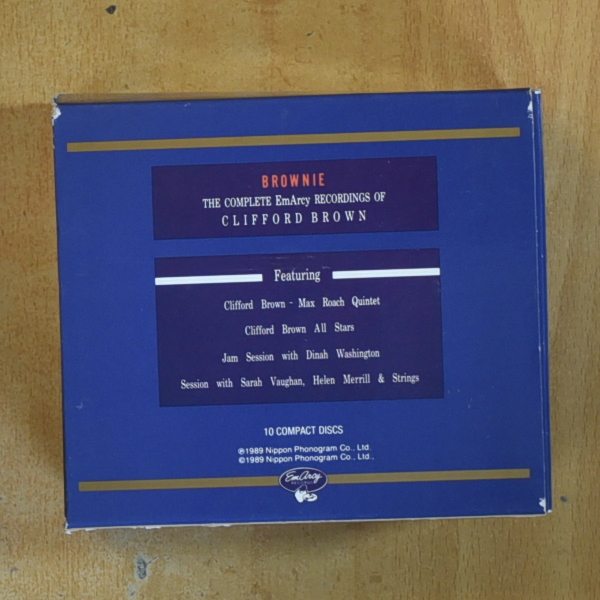 BROWNIE
THE COMPLETE EmArcy RECORDINGS OF
CLIFFORD BROWN
Featuring
Clifford Brown - Max Roach Quintet
Clifford Brown All Stars
Jam Session with Dinah Washington
Session with Sarah Vaughan, Helen Merrill & Strings
10 COMPACT DISCS
℗1989 Nippon Phonogram Co., Ltd.
©1989 Nippon Phonogram Co., Ltd..
EmArcy
RECORDS